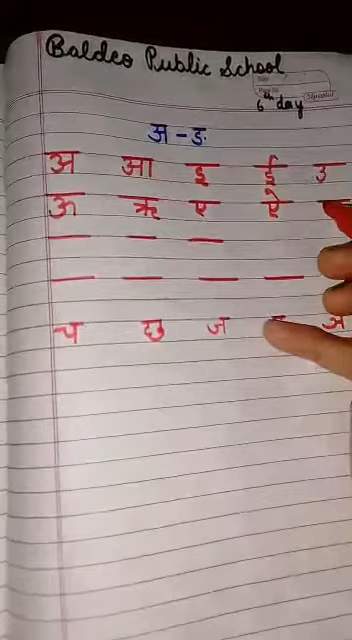 Baldeo Public School
6th day
अ - ङ
अ आ इ ई उ
ऊ ऋ ए ऐ
च छ ज